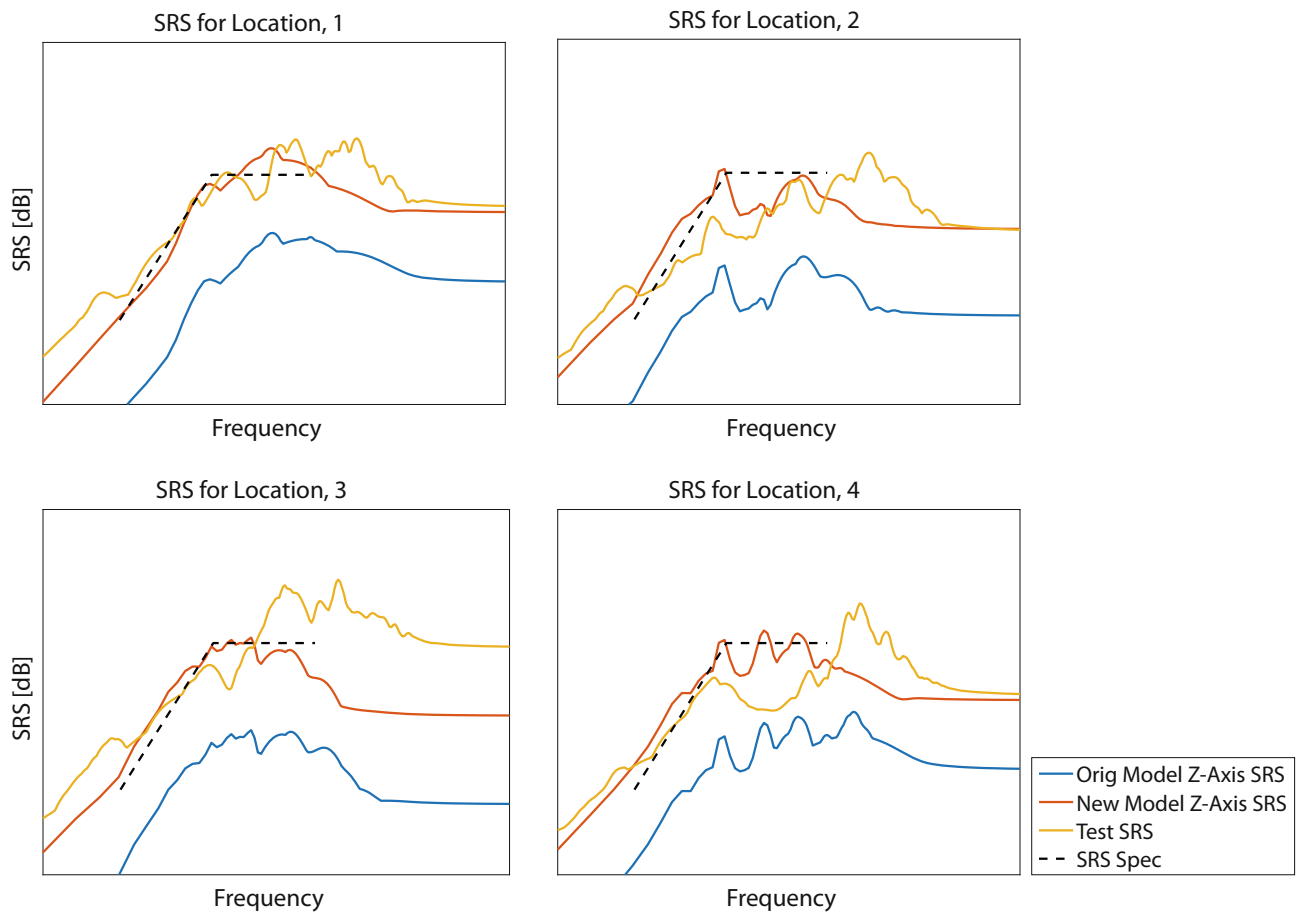 SRS for Location, 1
SRS for Location, 2
SRS [dB]
Frequency
Frequency
SRS for Location, 3
SRS for Location, 4
SRS [dB]
Frequency
Frequency
Orig Model Z-Axis SRS
New Model Z-Axis SRS
Test SRS
SRS Spec